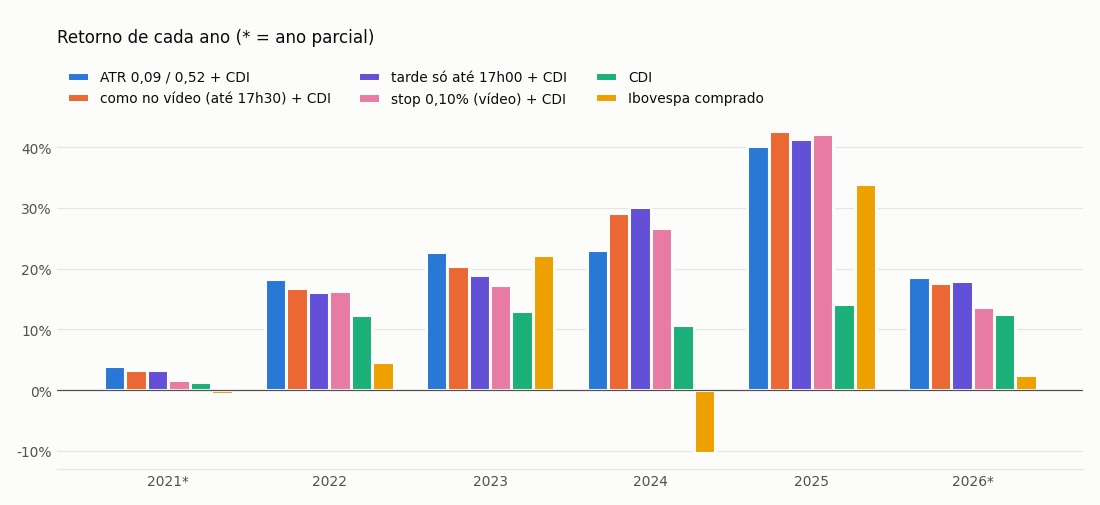 Retorno de cada ano (* = ano parcial)
ATR 0,09 / 0,52 + CDI
tarde só até 17h00 + CDI
CDI
como no vídeo (até 17h30) + CDI
stop 0,10% (vídeo) + CDI
Ibovespa comprado
40%
30%
20%
10%
0%
-10%
2021*
2022
2023
2024
2025
2026*